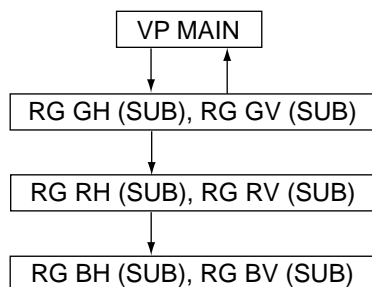 VP MAIN
RG GH (SUB), RG GV (SUB)
RG RH (SUB), RG RV (SUB)
RG BH (SUB), RG BV (SUB)